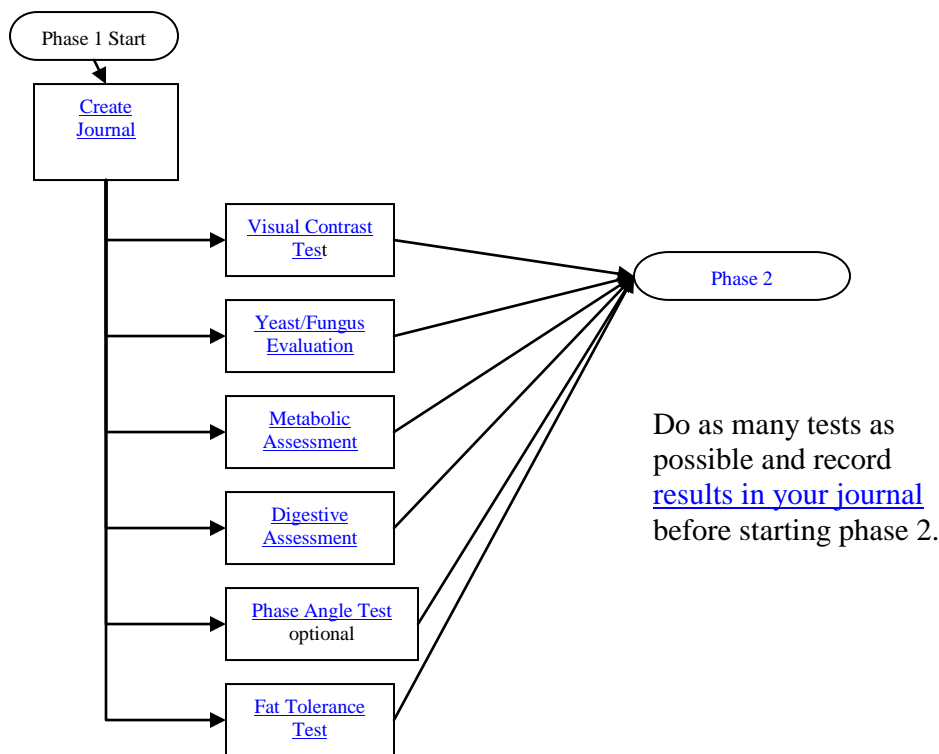 Phase 1 Start
Create
Journal
Visual Contrast
Test
Yeast/Fungus
Evaluation
Metabolic
Assessment
Digestive
Assessment
Phase Angle Test
optional
Fat Tolerance
Test
Phase 2
Do as many tests as
possible and record
results in your journal
before starting phase 2.